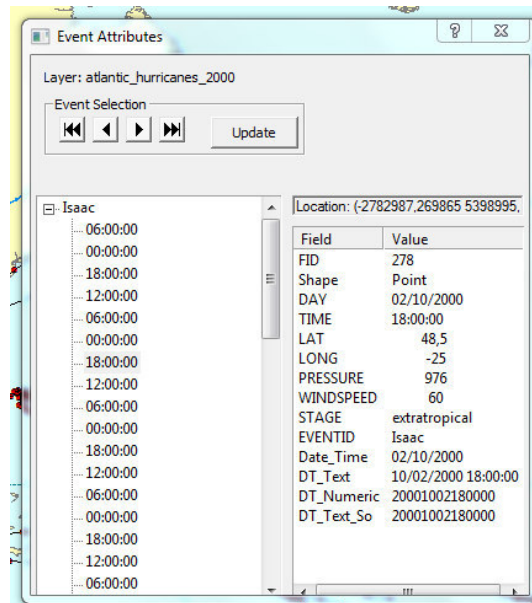 Event Attributes
Layer: atlantic_hurricanes_2000
Event Selection
Update
Isaac
06:00:00
00:00:00
18:00:00
12:00:00
06:00:00
00:00:00
18:00:00
12:00:00
06:00:00
00:00:00
18:00:00
12:00:00
06:00:00
00:00:00
18:00:00
12:00:00
06:00:00
Location: (-2782987,269865 5398995,
Field Value
FID 278
Shape Point
DAY 02/10/2000
TIME 18:00:00
LAT 48,5
LONG -25
PRESSURE 976
WINDSPEED 60
STAGE extratropical
EVENTID Isaac
Date_Time 02/10/2000
DT_Text 10/02/2000 18:00:00
DT_Numeric 20001002180000
DT_Text_So 20001002180000